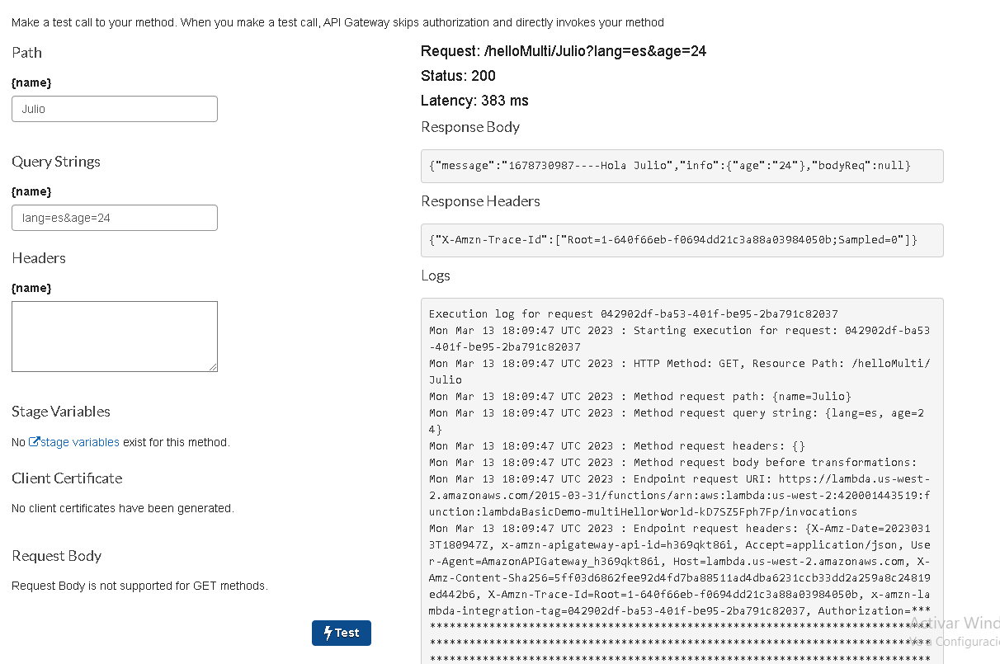 Make a test call to your method. When you make a test call, API Gateway skips authorization and directly invokes your method
Path
{name}
Julio
Query Strings
{name}
lang=es&age=24
Headers
{name}
Stage Variables
No stage variables exist for this method.
Client Certificate
No client certificates have been generated.
Request Body
Request Body is not supported for GET methods.
Test
Request: /helloMulti/Julio?lang=es&age=24
Status: 200
Latency: 383 ms
Response Body
{"message":"1678730987----Hola Julio","info":{"age":"24"},"bodyReq":null}
Response Headers
{"X-Amzn-Trace-Id":["Root=1-640f66eb-f0694dd21c3a88a03984050b;Sampled=0"]}
Logs
Execution log for request 042902df-ba53-401f-be95-2ba791c82037
Mon Mar 13 18:09:47 UTC 2023 : Starting execution for request: 042902df-ba53
-401f-be95-2ba791c82037
Mon Mar 13 18:09:47 UTC 2023 : HTTP Method: GET, Resource Path: /helloMulti/
Julio
Mon Mar 13 18:09:47 UTC 2023 : Method request path: {name=Julio}
Mon Mar 13 18:09:47 UTC 2023 : Method request query string: {lang=es, age=2
4}
Mon Mar 13 18:09:47 UTC 2023 : Method request headers: {}
Mon Mar 13 18:09:47 UTC 2023 : Method request body before transformations:
Mon Mar 13 18:09:47 UTC 2023 : Endpoint request URI: https://lambda.us-west-
2.amazonaws.com/2015-03-31/functions/arn:aws:lambda:us-west-2:420001443519:f
unction:lambdaBasicDemo-multiHellorWorld-kD7SZ5Fph7Fp/invocations
Mon Mar 13 18:09:47 UTC 2023 : Endpoint request headers: {X-Amz-Date=2023031
3T180947Z, x-amzn-apigateway-api-id=h369qkt86i, Accept=application/json, Use
r-Agent=AmazonAPIGateway_h369qkt86i, Host=lambda.us-west-2.amazonaws.com, X-
Amz-Content-Sha256=5ff03d6862fee92d4fd7ba88511ad4dba6231ccb33dd2a259a8c24819
ed442b6, X-Amzn-Trace-Id=Root=1-640f66eb-f0694dd21c3a88a03984050b, x-amzn-la
mbda-integration-tag=042902df-ba53-401f-be95-2ba791c82037, Authorization=***
****************************************************************************
****************************************************************************
****************************************************************************
Activar Wind
Configuraci